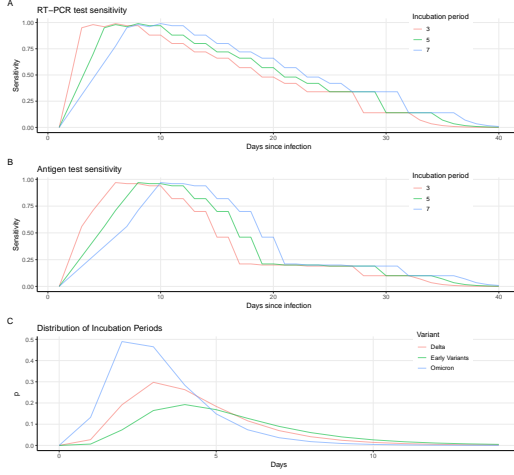 A
RT−PCR test sensitivity
Incubation period
3
5
7
1.00
0.75
0.50
0.25
0.00
Sensitivity
0 10 20 30 40
Days since infection
B
Antigen test sensitivity
Incubation period
3
5
7
1.00
0.75
0.50
0.25
0.00
Sensitivity
0 10 20 30 40
Days since infection
C
Distribution of Incubation Periods
Variant
Delta
Early Variants
Omicron
0.5
0.4
0.3
0.2
0.1
0.0
p
0 5 10
Days